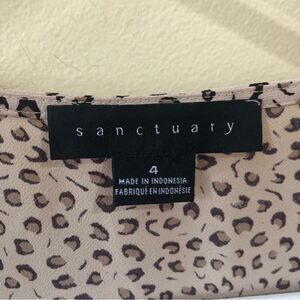 sanctuary
4
MADE IN INDONESIA
FABRIQUÉ EN INDONÉSIE